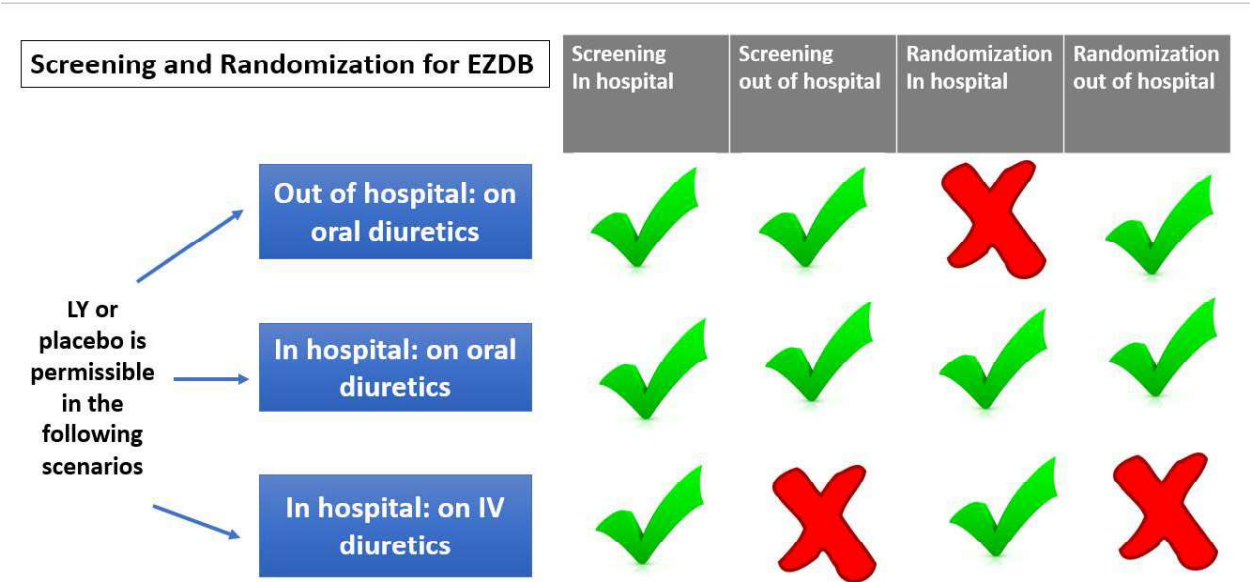 Screening and Randomization for EZDB
Screening
In hospital
Screening
out of hospital
Randomization
In hospital
Randomization
out of hospital
Out of hospital: on
oral diuretics
LY or
placebo is
permissible
in the
following
scenarios
In hospital: on oral
diuretics
In hospital: on IV
diuretics